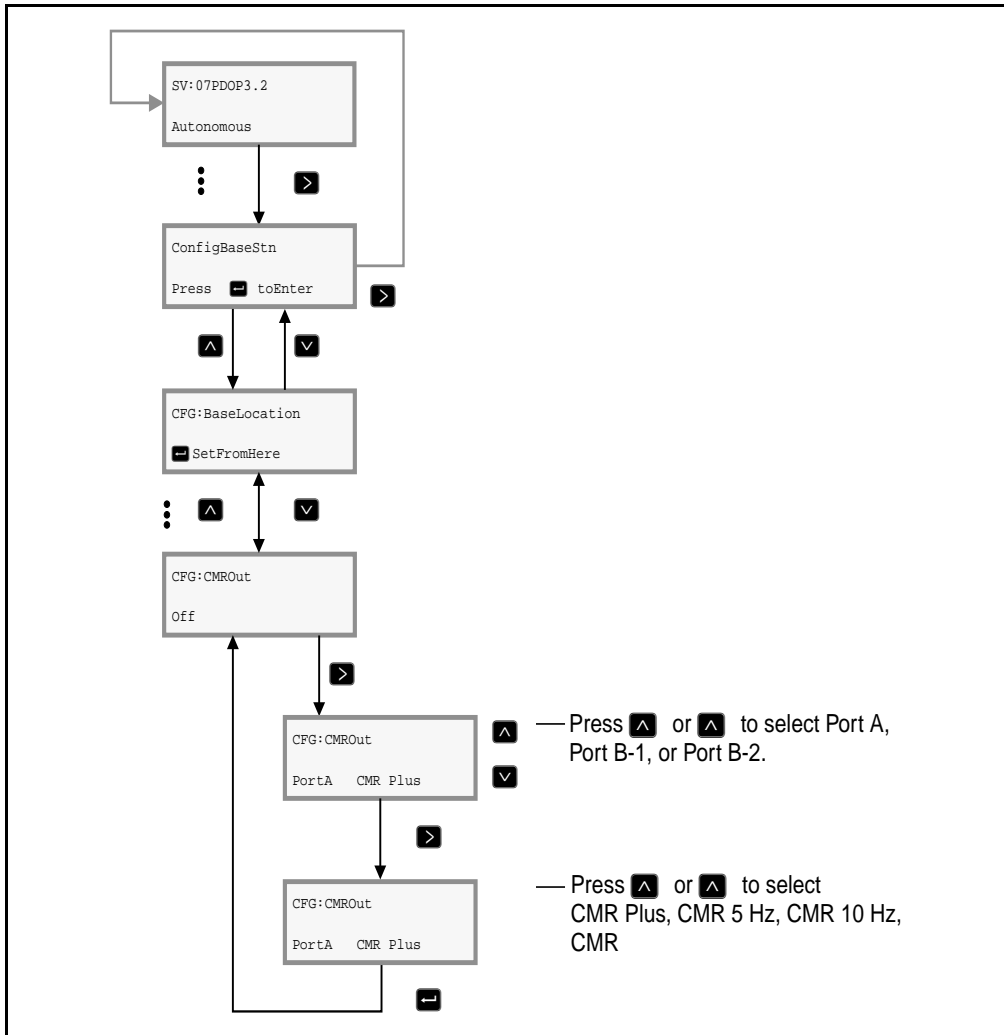 SV:07PDOP3.2
Autonomous
ConfigBaseStn
Press toEnter
CFG:BaseLocation
SetFromHere
CFG:CMROut
Off
CFG:CMROut
PortA CMR Plus
Press or to select Port A,
Port B-1, or Port B-2.
CFG:CMROut
PortA CMR Plus
Press or to select
CMR Plus, CMR 5 Hz, CMR 10 Hz,
CMR